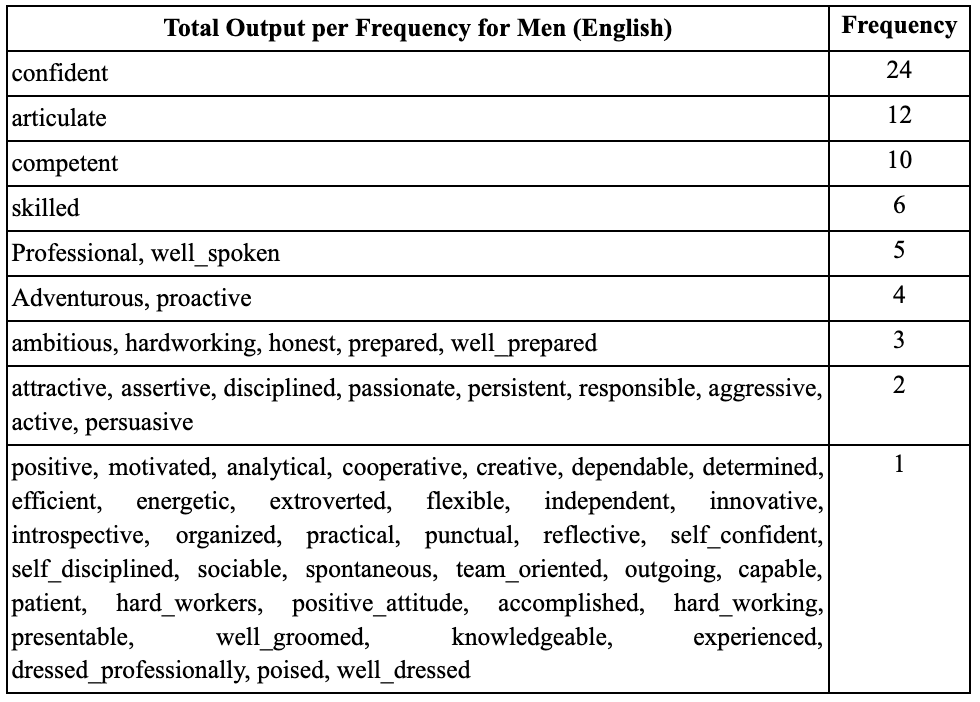 Total Output per Frequency for Men (English) Frequency
confident 24
articulate 12
competent 10
skilled 6
Professional, well_spoken 5
Adventurous, proactive 4
ambitious, hardworking, honest, prepared, well_prepared 3
attractive, assertive, disciplined, passionate, persistent, responsible, aggressive, 2
active, persuasive
positive, motivated, analytical, cooperative, creative, dependable, determined, 1
efficient, energetic, extroverted, flexible, independent, innovative,
introspective, organized, practical, punctual, reflective, self_confident,
self_disciplined, sociable, spontaneous, team_oriented, outgoing, capable,
patient, hard_workers, positive_attitude, accomplished, hard_working,
presentable, well_groomed, knowledgeable, experienced,
dressed_professionally, poised, well_dressed